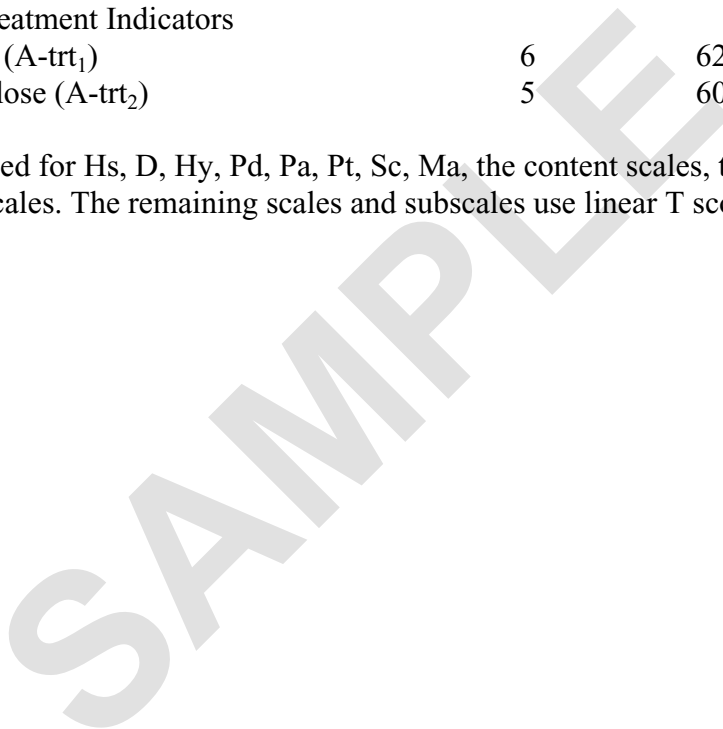 eatment Indicators
(A-trt₁) 6 62
lose (A-trt₂) 5 60
ed for Hs, D, Hy, Pd, Pa, Pt, Sc, Ma, the content scales, t
cales. The remaining scales and subscales use linear T sco
SAMPLE